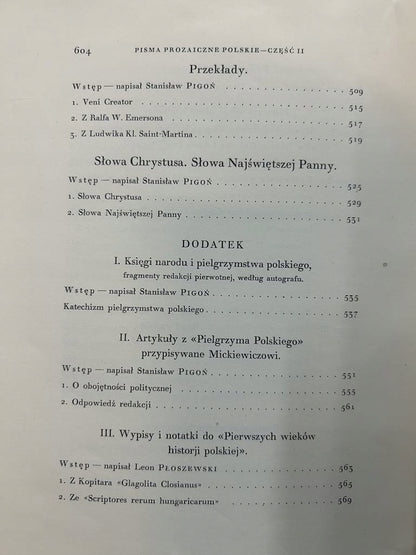 604 PISMA PROZAICZNE POLSKIE—CZĘŚĆ II
Przekłady.
Wstęp — napisał Stanisław PIGOŃ . . . . . . . . . . . . 509
1. Veni Creator . . . . . . . . . . . . . . . . . . . . 515
2. Z Ralfa W. Emersona . . . . . . . . . . . . . . . . 517
3. Z Ludwika Kl. Saint-Martina . . . . . . . . . . . . . 519
Słowa Chrystusa. Słowa Najświętszej Panny.
Wstęp — napisał Stanisław PIGOŃ . . . . . . . . . . . . 525
1. Słowa Chrystusa . . . . . . . . . . . . . . . . . . 529
2. Słowa Najświętszej Panny . . . . . . . . . . . . . . 531
DODATEK
I. Księgi narodu i pielgrzymstwa polskiego,
fragmenty redakcji pierwotnej, według autografu.
Wstęp — napisał Stanisław PIGOŃ . . . . . . . . . . . . 535
Katechizm pielgrzymstwa polskiego . . . . . . . . . . . . 537
II. Artykuły z «Pielgrzyma Polskiego»
przypisywane Mickiewiczowi.
Wstęp — napisał Stanisław PIGOŃ . . . . . . . . . . . . 551
1. O obojętności politycznej . . . . . . . . . . . . . . 555
2. Odpowiedź redakcji . . . . . . . . . . . . . . . . . 561
III. Wypisy i notatki do «Pierwszych wieków
historji polskiej».
Wstęp — napisał Leon PŁOSZEWSKI . . . . . . . . . . . . 563
1. Z Kopitara «Glagolita Closianus» . . . . . . . . . . . 565
2. Ze «Scriptores rerum hungaricarum» . . . . . . . . . . 569